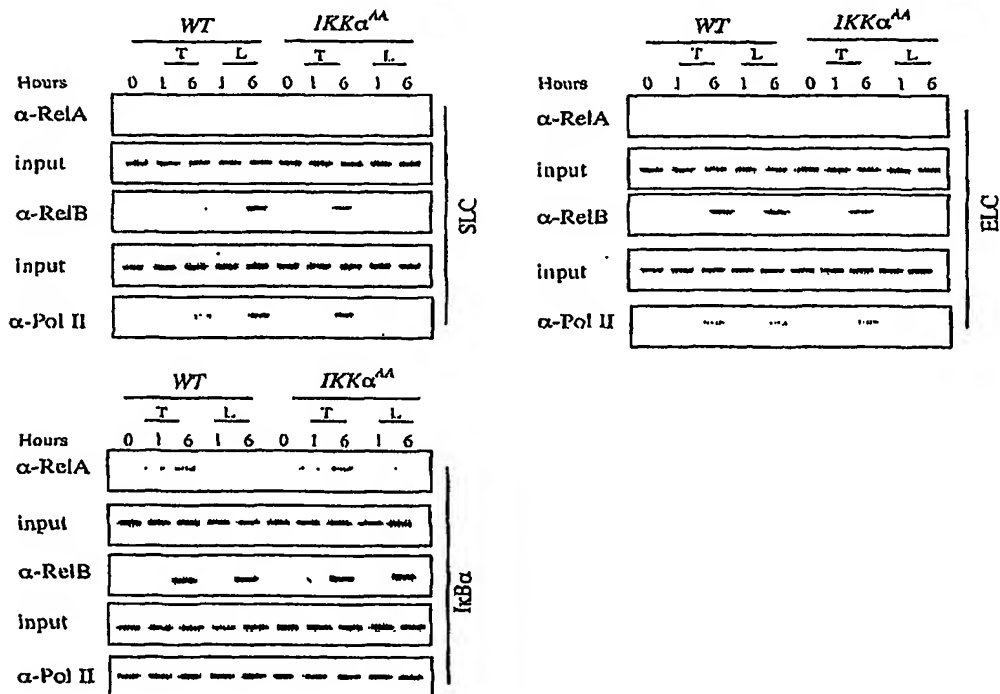 WT IKKα^AA
T L T L
Hours 0 1 6 1 6 0 1 6 1 6
α-RelA
input
α-RelB
input
α-Pol II
SLC
WT IKKα^AA
T L T L
Hours 0 1 6 1 6 0 1 6 1 6
α-RelA
input
α-RelB
input
α-Pol II
ELC
WT IKKα^AA
T L T L
Hours 0 1 6 1 6 0 1 6 1 6
α-RelA
input
α-RelB
input
α-Pol II
IκBα